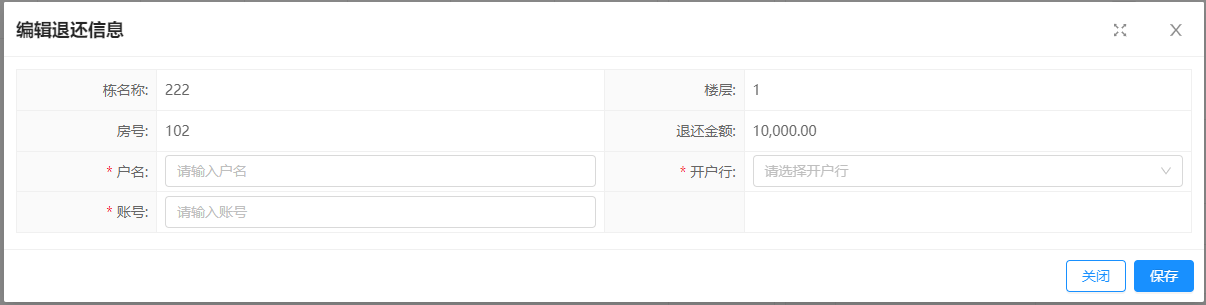 编辑退还信息
栋名称: 222 楼层: 1
房号: 102 退还金额: 10,000.00
* 户名: 请输入户名 * 开户行: 请选择开户行
* 账号: 请输入账号
关闭 保存